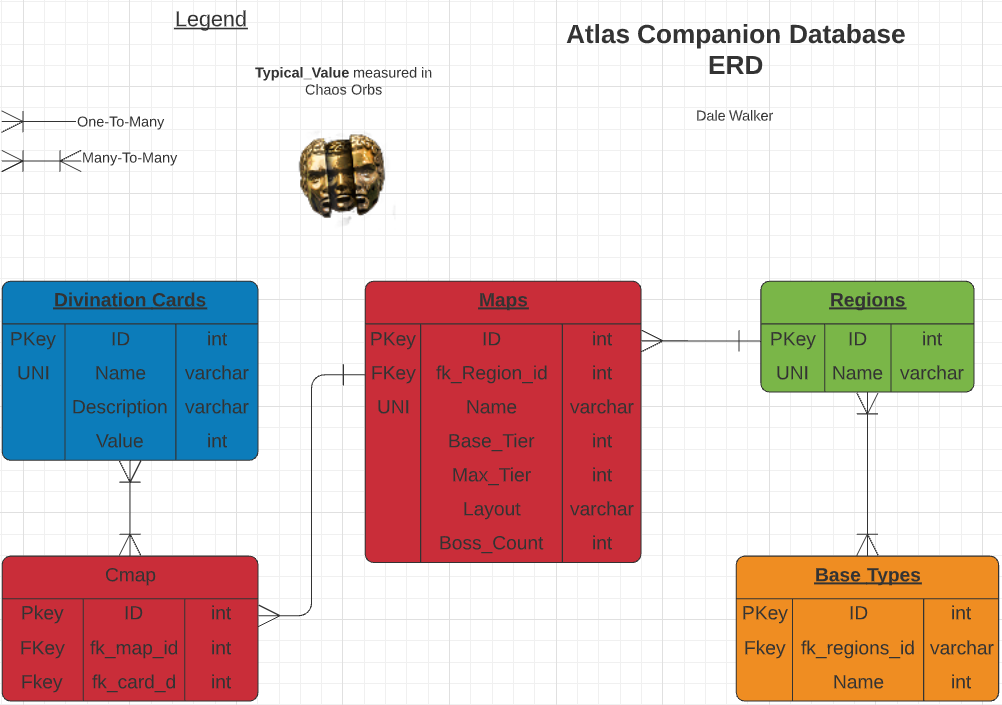 Legend
Atlas Companion Database
ERD
Typical_Value measured in
Chaos Orbs
Dale Walker
One-To-Many
Many-To-Many
Divination Cards
PKey ID int
UNI Name varchar
Description varchar
Value int
Maps
PKey ID int
FKey fk_Region_id int
UNI Name varchar
Base_Tier int
Max_Tier int
Layout varchar
Boss_Count int
Regions
PKey ID int
UNI Name varchar
Cmap
Pkey ID int
FKey fk_map_id int
Fkey fk_card_d int
Base Types
PKey ID int
Fkey fk_regions_id varchar
Name int